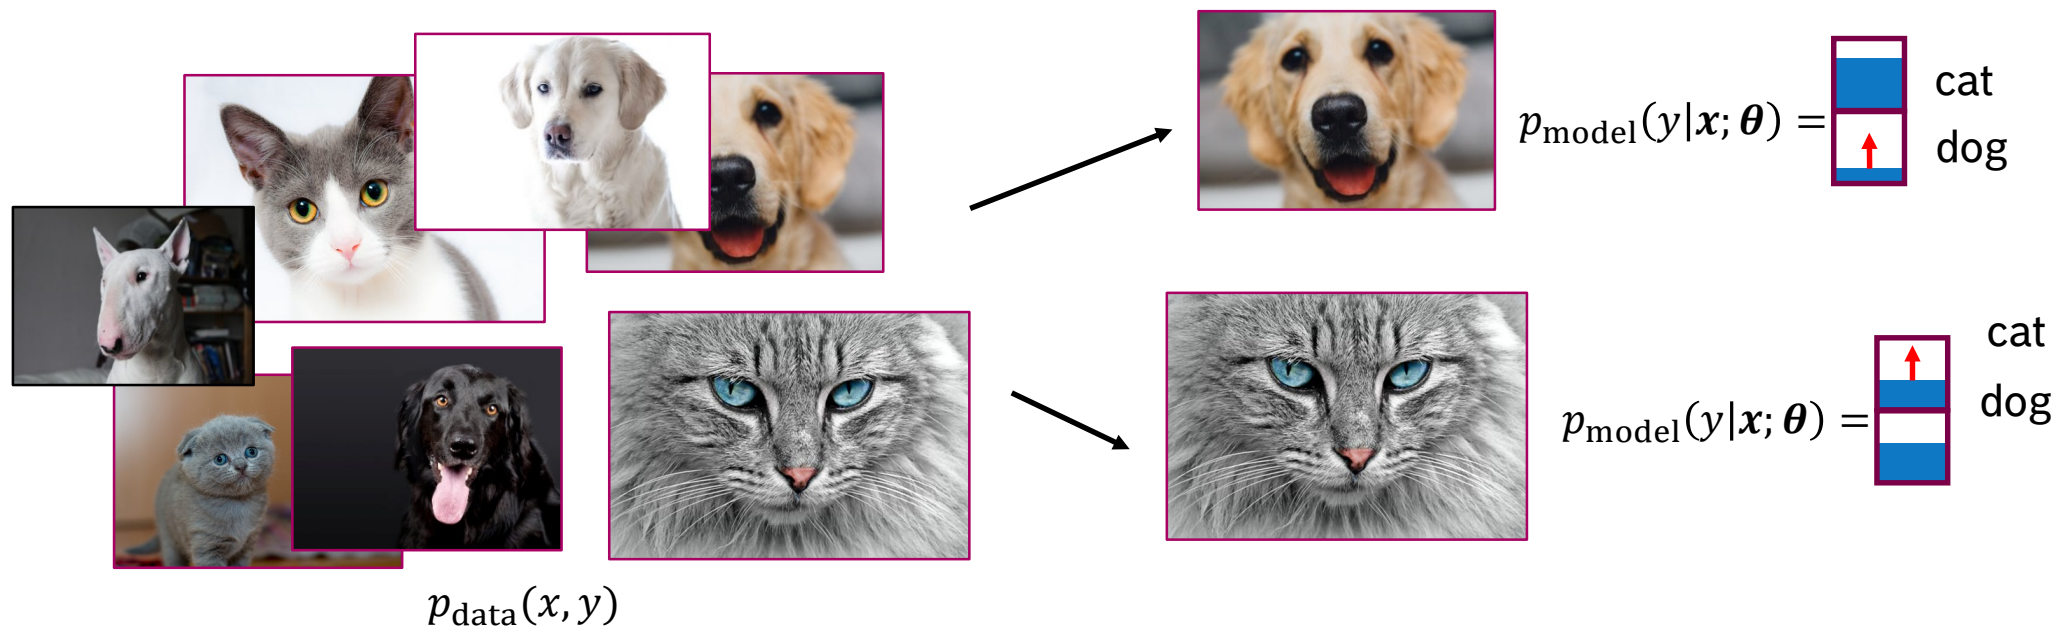 p_model(y|x; θ) =
cat
dog
p_model(y|x; θ) =
cat
dog
p_data(x, y)